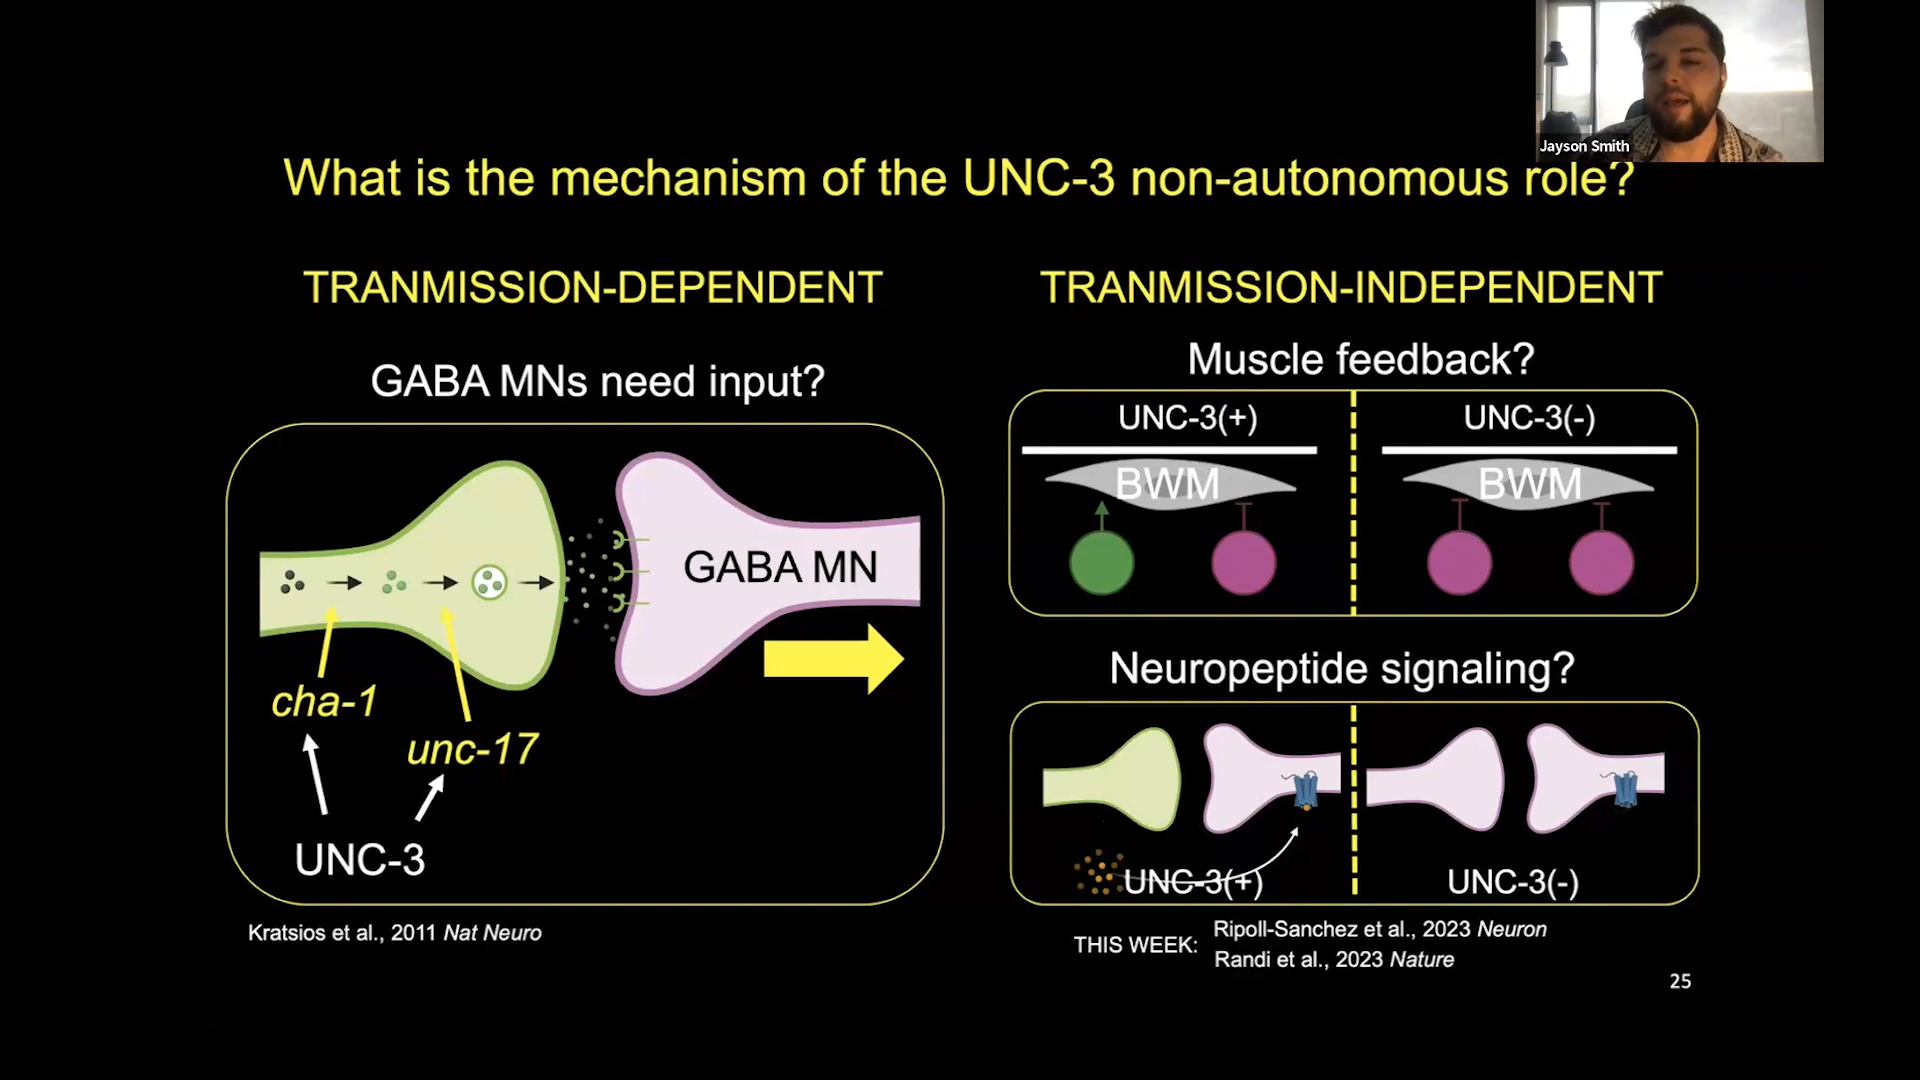 Jayson Smith
What is the mechanism of the UNC-3 non-autonomous role?
TRANMISSION-DEPENDENT
GABA MNs need input?
GABA MN
cha-1
unc-17
UNC-3
Kratsios et al., 2011 Nat Neuro
TRANMISSION-INDEPENDENT
Muscle feedback?
UNC-3(+)
UNC-3(-)
BWM
BWM
Neuropeptide signaling?
UNC-3(+)
UNC-3(-)
THIS WEEK:
Ripoll-Sanchez et al., 2023 Neuron
Randi et al., 2023 Nature
25